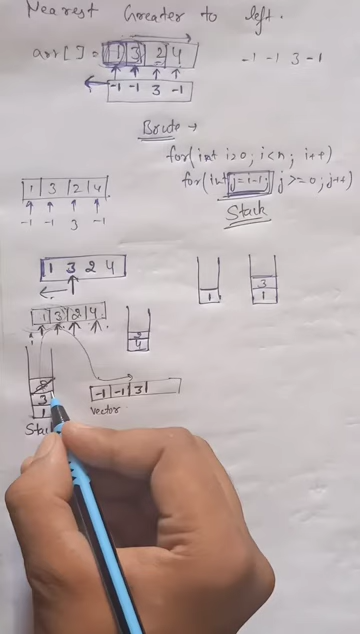 Nearest Greater to left.
arr[] = 1 3 2 4
-1 -1 3 -1
-1 -1 3 -1
Brute →
for(int i=0; i<n; i++)
for(int j=i-1; j>=0; j++)
Stack
1 3 2 4
-1 -1 3 -1
1 3 2 4
1
3
1
1 3 2 4
4
3
1
-1 -1 3
vector